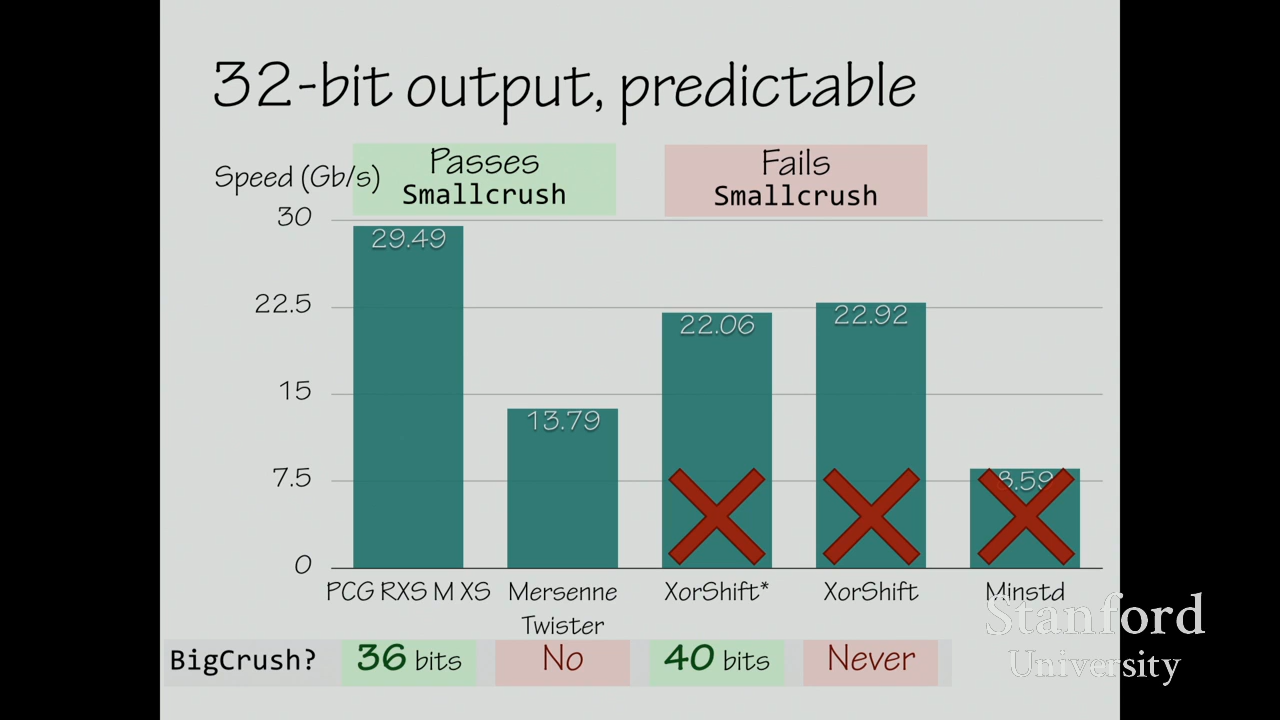 32-bit output, predictable
Speed (Gb/s)
Passes
Smallcrush
Fails
Smallcrush
30
22.5
15
7.5
0
29.49
13.79
22.06
22.92
8.59
PCG RXS M XS
Mersenne
Twister
XorShift*
XorShift
Minstd
BigCrush?
36 bits
No
40 bits
Never
Stanford
University